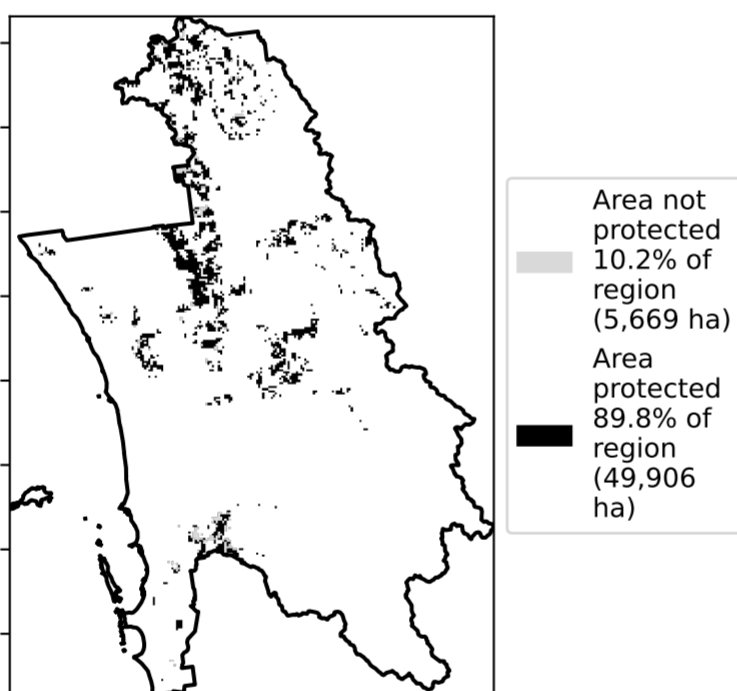 Area not
protected
10.2% of
region
(5,669 ha)
Area
protected
89.8% of
region
(49,906
ha)